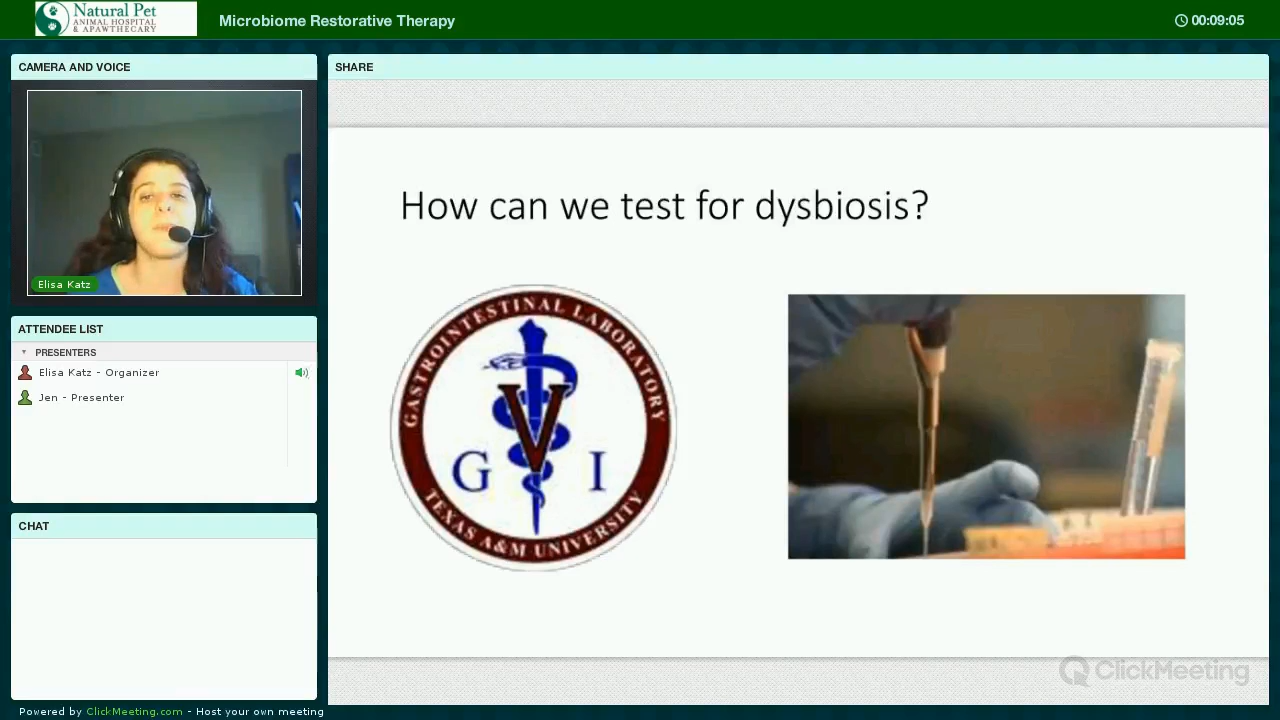 Natural Pet
ANIMAL HOSPITAL
& APAWTHECARY
Microbiome Restorative Therapy
00:09:05
CAMERA AND VOICE
Elisa Katz
ATTENDEE LIST
PRESENTERS
Elisa Katz - Organizer
Jen - Presenter
CHAT
SHARE
How can we test for dysbiosis?
GASTROINTESTINAL LABORATORY
G V I
TEXAS A&M UNIVERSITY
ClickMeeting
Powered by ClickMeeting.com - Host your own meeting